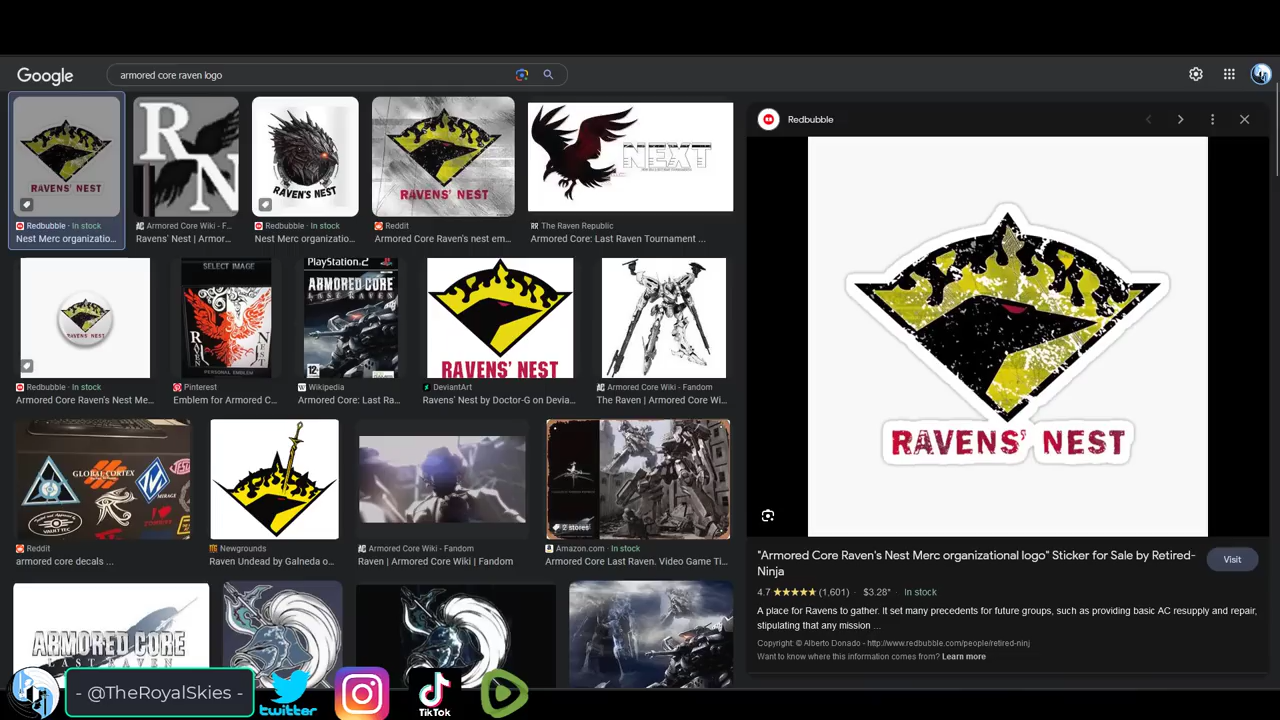 Google
armored core raven logo
Redbubble
RAVENS' NEST
Redbubble · In stock
Nest Merc organizatio...
R N
Armored Core Wiki - F...
Ravens' Nest | Armor...
RAVEN'S NEST
Redbubble · In stock
Nest Merc organizatio...
RAVENS' NEST
Reddit
Armored Core Raven's nest em...
NEXT
The Raven Republic
Armored Core: Last Raven Tournament ...
RAVENS' NEST
Redbubble · In stock
Armored Core Raven's Nest Me...
SELECT IMAGE
RAVEN NEST
Pinterest
Emblem for Armored C...
PlayStation 2
ARMORED CORE
LAST RAVEN
12
Wikipedia
Armored Core: Last Ra...
RAVENS' NEST
DeviantArt
Ravens' Nest by Doctor-G on Devia...
Armored Core Wiki - Fandom
The Raven | Armored Core Wi...
GLOBAL CORTEX
MIRAGE
Reddit
armored core decals ...
Newgrounds
Raven Undead by Galneda o...
Armored Core Wiki - Fandom
Raven | Armored Core Wiki | Fandom
2 stores
Amazon.com · In stock
Armored Core Last Raven. Video Game Ti...
ARMORED CORE
LAST RAVEN
RAVENS' NEST
"Armored Core Raven's Nest Merc organizational logo" Sticker for Sale by Retired-
Ninja
Visit
4.7 ★★★★★ (1,601) · $3.28* · In stock
A place for Ravens to gather. It set many precedents for future groups, such as providing basic AC resupply and repair,
stipulating that any mission ...
Copyright: © Alberto Donado - http://www.redbubble.com/people/retired-ninj
Want to know where this information comes from? Learn more
- @TheRoyalSkies -
twitter
TikTok